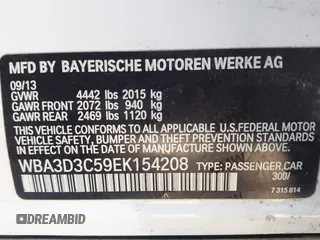 MFD BY BAYERISCHE MOTOREN WERKE AG
09/13
GVWR 4442 lbs 2015 kg
GAWR FRONT 2072 lbs 940 kg
GAWR REAR 2469 lbs 1120 kg
THIS VEHICLE CONFORMS TO ALL APPLICABLE U.S.FEDERAL MOTOR
VEHICLE SAFETY, BUMPER, AND THEFT PREVENTION STANDARDS IN
EFFECT ON THE DATE OF MANUFACTURE SHOWN ABOVE.
WBA3D3C59EK154208 TYPE: PASSENGER CAR
300/
7 315 814
DEALERSHIP LIVE